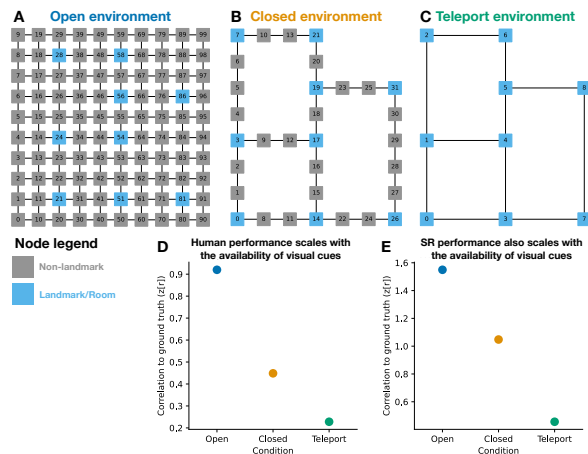 A
Open environment
9 19 29 39 49 59 69 79 89 99
8 18 28 38 48 58 68 78 88 98
7 17 27 37 47 57 67 77 87 97
6 16 26 36 46 56 66 76 86 96
5 15 25 35 45 55 65 75 85 95
4 14 24 34 44 54 64 74 84 94
3 13 23 33 43 53 63 73 83 93
2 12 22 32 42 52 62 72 82 92
1 11 21 31 41 51 61 71 81 91
0 10 20 30 40 50 60 70 80 90
B
Closed environment
7 10 13 21
6 20
5 19 23 25 31
4 18 30
3 9 12 17 29
2 16 28
1 15 27
0 8 11 14 22 24 26
C
Teleport environment
2 6
5 8
1 4
0 3 7
Node legend
Non-landmark
Landmark/Room
D
Human performance scales with
the availability of visual cues
Correlation to ground truth (z[r])
0.9
0.8
0.7
0.6
0.5
0.4
0.3
0.2
Open Closed Teleport
Condition
E
SR performance also scales with
the availability of visual cues
Correlation to ground truth (z[r])
1.6
1.4
1.2
1.0
0.8
0.6
Open Closed Teleport
Condition